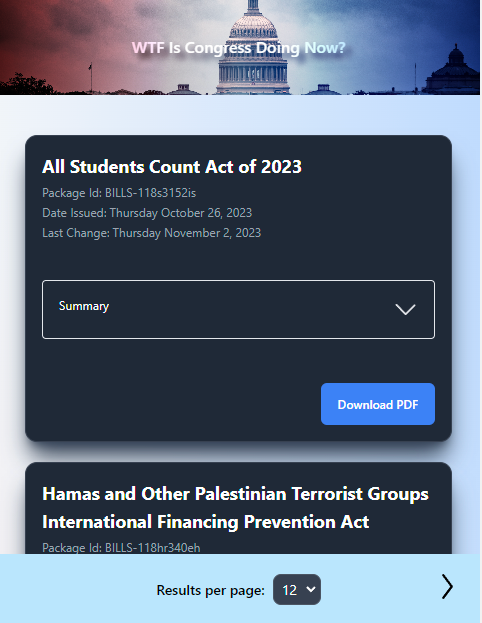 WTF Is Congress Doing Now?
All Students Count Act of 2023
Package Id: BILLS-118s3152is
Date Issued: Thursday October 26, 2023
Last Change: Thursday November 2, 2023
Summary
Download PDF
Hamas and Other Palestinian Terrorist Groups
International Financing Prevention Act
Package Id: BILLS-118hr340eh
Results per page: 12